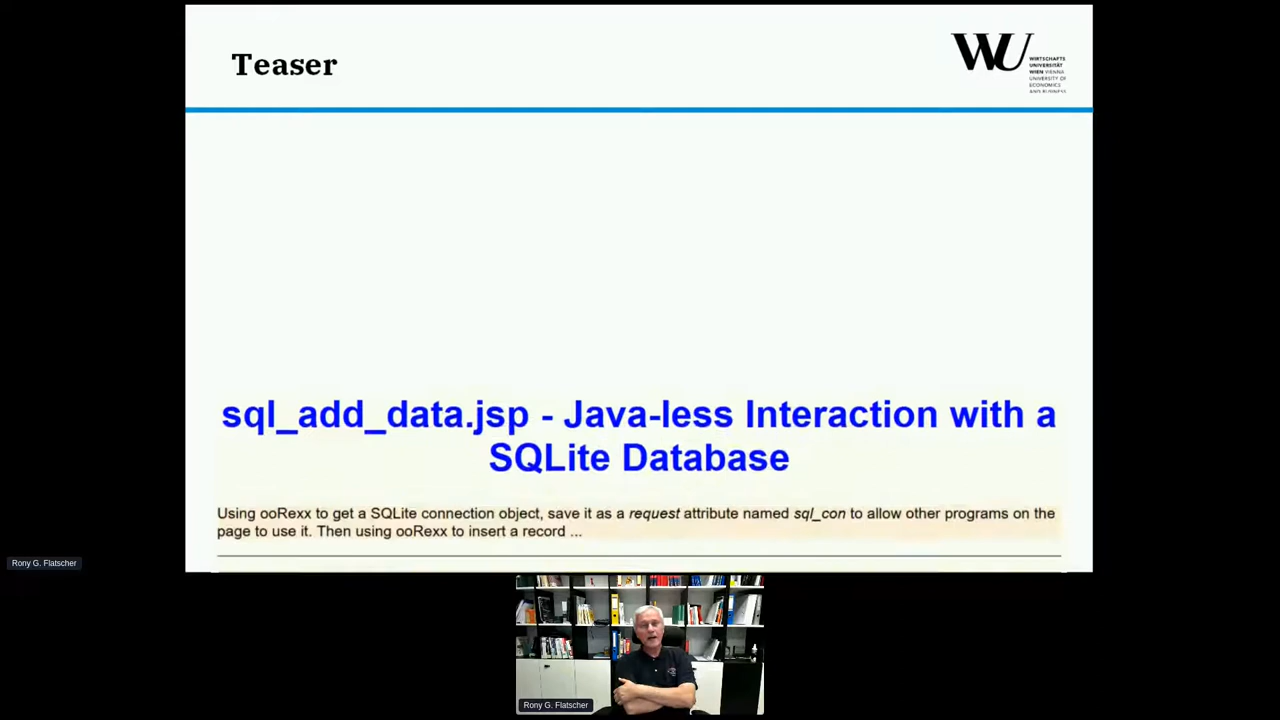 Teaser
WU
WIRTSCHAFTS
UNIVERSITÄT
WIEN VIENNA
UNIVERSITY OF
ECONOMICS
AND BUSINESS
sql_add_data.jsp - Java-less Interaction with a
SQLite Database
Using ooRexx to get a SQLite connection object, save it as a request attribute named sql_con to allow other programs on the
page to use it. Then using ooRexx to insert a record ...
Rony G. Flatscher
Rony G. Flatscher